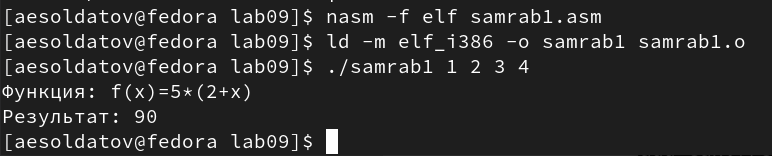 [aesoldatov@fedora lab09]$ nasm -f elf samrab1.asm
[aesoldatov@fedora lab09]$ ld -m elf_i386 -o samrab1 samrab1.o
[aesoldatov@fedora lab09]$ ./samrab1 1 2 3 4
Функция: f(x)=5*(2+x)
Результат: 90
[aesoldatov@fedora lab09]$